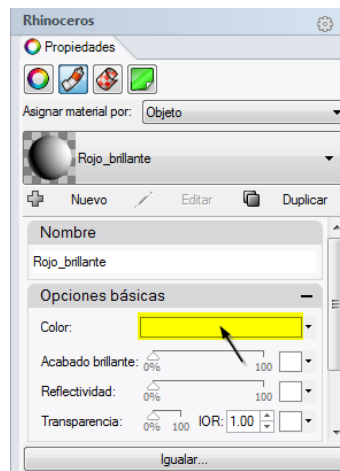 Rhinoceros
Propiedades
Asignar material por: Objeto
Rojo_brillante
Nuevo Editar Duplicar
Nombre
Rojo_brillante
Opciones básicas
Color:
Acabado brillante: 0% 100
Reflectividad: 0% 100
Transparencia: 0% 100 IOR: 1.00
Igualar...